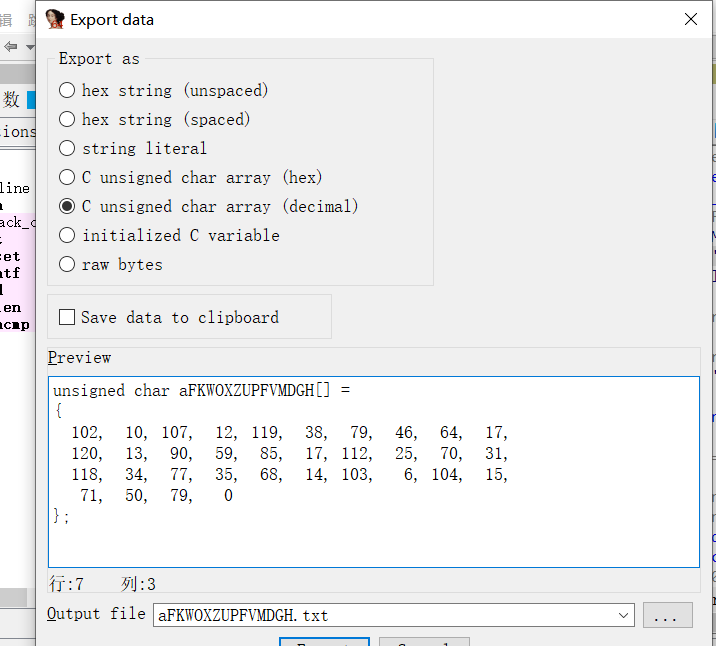 Export data
辑
数
Export as
tions
hex string (unspaced)
hex string (spaced)
string literal
C unsigned char array (hex)
line
C unsigned char array (decimal)
ack_c
initialized C variable
set
raw bytes
ntf
len
Save data to clipboard
ncmp
Preview
unsigned char aFKWOXZUPFVMDGH[] =
{
102, 10, 107, 12, 119, 38, 79, 46, 64, 17,
120, 13, 90, 59, 85, 17, 112, 25, 70, 31,
118, 34, 77, 35, 68, 14, 103, 6, 104, 15,
71, 50, 79, 0
};
行:7 列:3
Output file aFKWOXZUPFVMDGH.txt ...